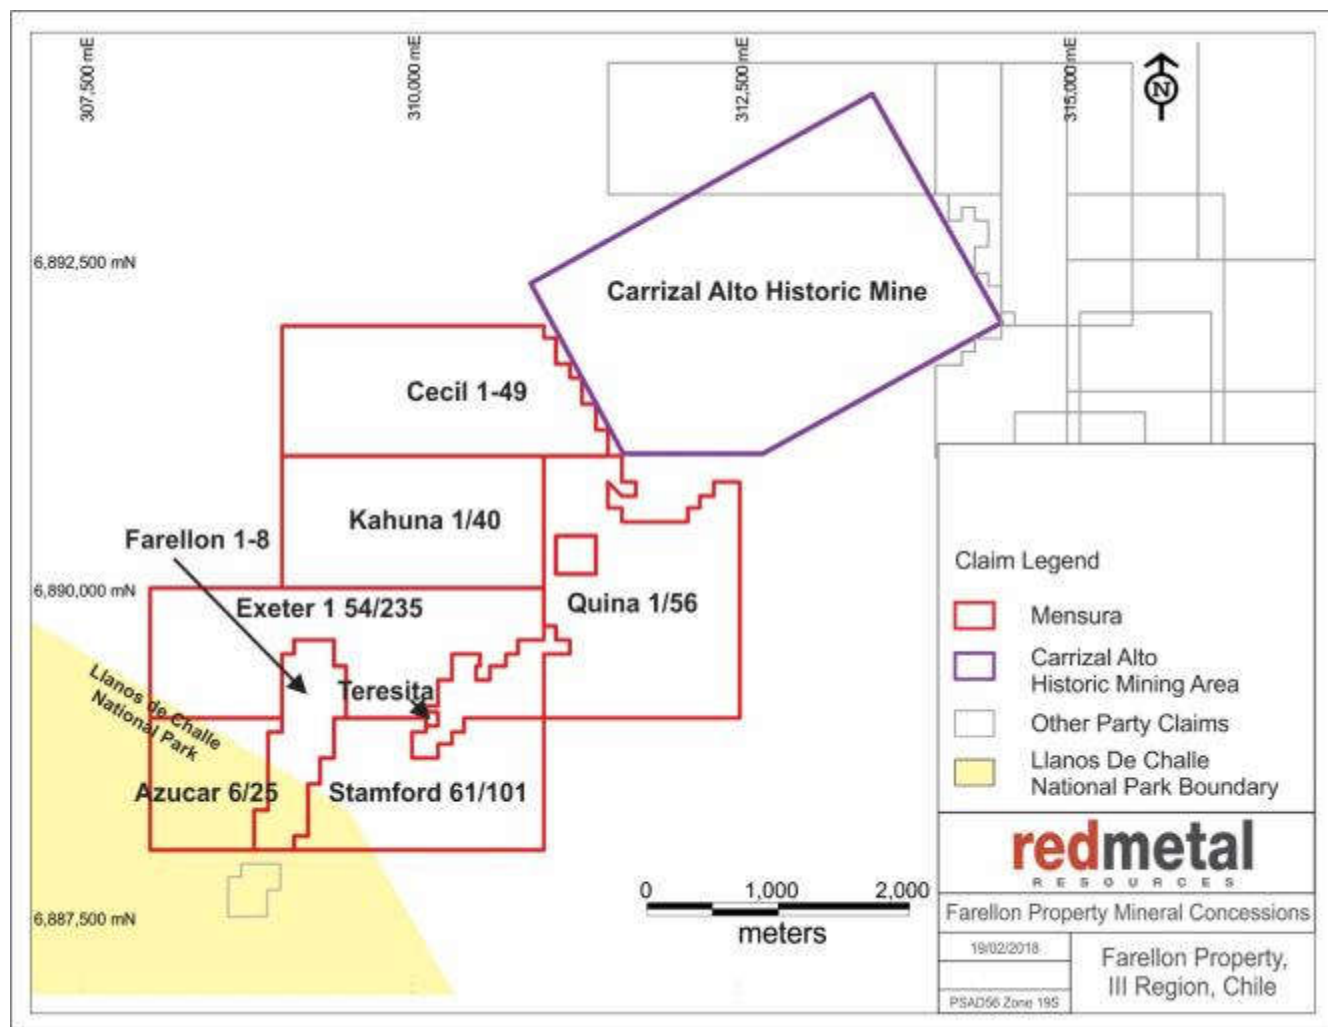 307,500 mE
310,000 mE
312,500 mE
315,000 mE
N
6,892,500 mN
Carrizal Alto Historic Mine
Cecil 1-49
Kahuna 1/40
Farellon 1-8
6,890,000 mN
Exeter 1 54/235
Quina 1/56
Teresita
Llanos de Challe
National Park
Azucar 6/25
Stamford 61/101
6,887,500 mN
0 1,000 2,000
meters
Claim Legend
Mensura
Carrizal Alto
Historic Mining Area
Other Party Claims
Llanos De Challe
National Park Boundary
redmetal
RESOURCES
Farellon Property Mineral Concessions
19/02/2018
Farellon Property,
III Region, Chile
PSAD56 Zone 19S